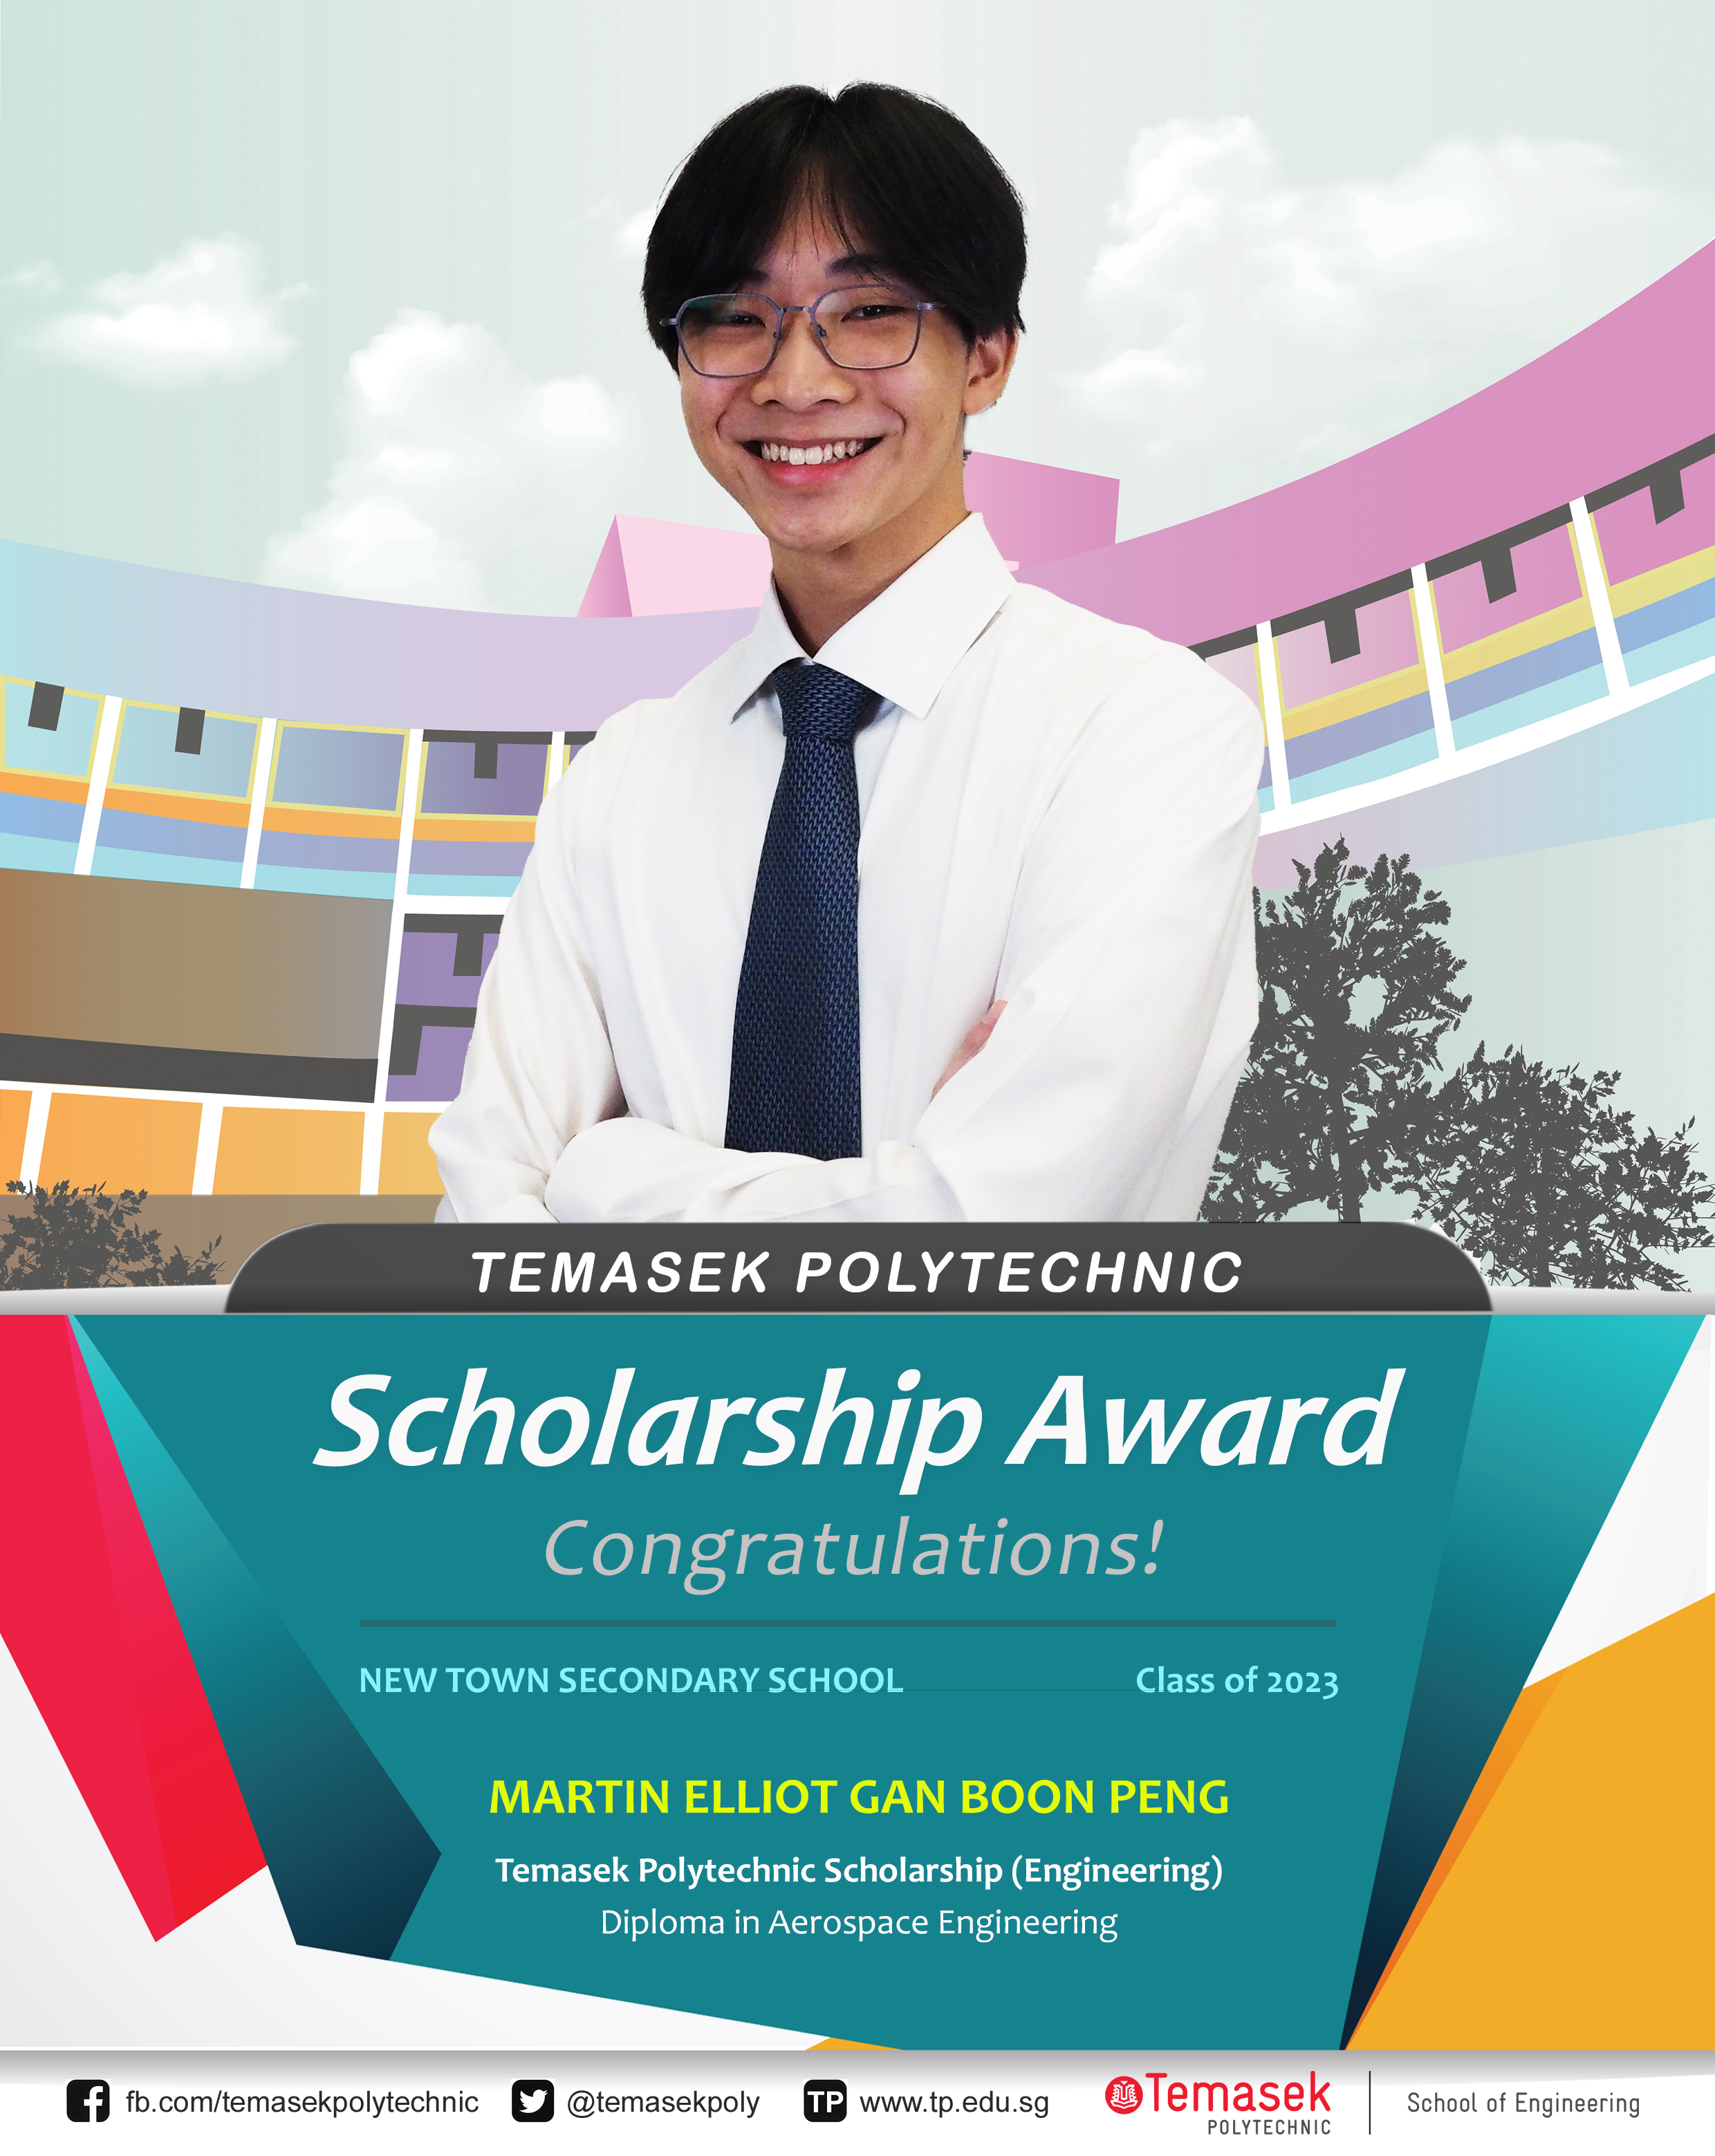 TEMASEK POLYTECHNIC
Scholarship Award
Congratulations!
NEW TOWN SECONDARY SCHOOL Class of 2023
MARTIN ELLIOT GAN BOON PENG
Temasek Polytechnic Scholarship (Engineering)
Diploma in Aerospace Engineering
fb.com/temasekpolytechnic @temasekpoly TP www.tp.edu.sg Temasek School of Engineering
POLYTECHNIC